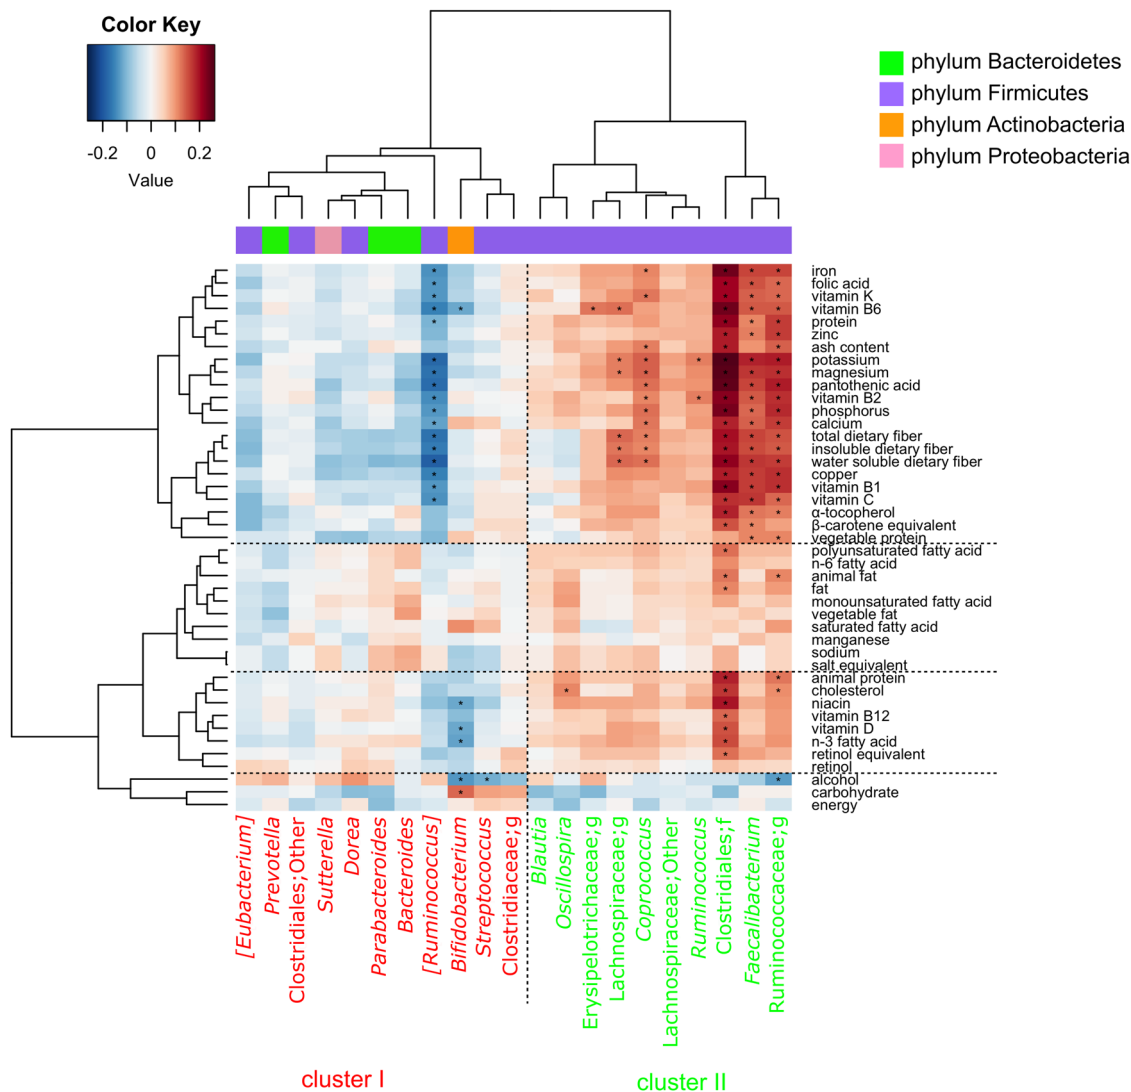 Color Key
-0.2 0 0.2
Value
phylum Bacteroidetes
phylum Firmicutes
phylum Actinobacteria
phylum Proteobacteria
iron
folic acid
vitamin K
vitamin B6
protein
zinc
ash content
potassium
magnesium
pantothenic acid
vitamin B2
phosphorus
calcium
total dietary fiber
insoluble dietary fiber
water soluble dietary fiber
copper
vitamin B1
vitamin C
α-tocopherol
β-carotene equivalent
vegetable protein
polyunsaturated fatty acid
n-6 fatty acid
animal fat
fat
monounsaturated fatty acid
vegetable fat
saturated fatty acid
manganese
sodium
salt equivalent
animal protein
cholesterol
niacin
vitamin B12
vitamin D
n-3 fatty acid
retinol equivalent
retinol
alcohol
carbohydrate
energy
[Eubacterium]
Prevotella
Clostridiales;Other
Sutterella
Dorea
Parabacteroides
Bacteroides
[Ruminococcus]
Bifidobacterium
Streptococcus
Clostridiaceae;g
Blautia
Oscillospira
Erysipelotrichaceae;g
Lachnospiraceae;g
Coprococcus
Lachnospiraceae;Other
Ruminococcus
Clostridiales;f
Faecalibacterium
Ruminococcaceae;g
cluster I
cluster II